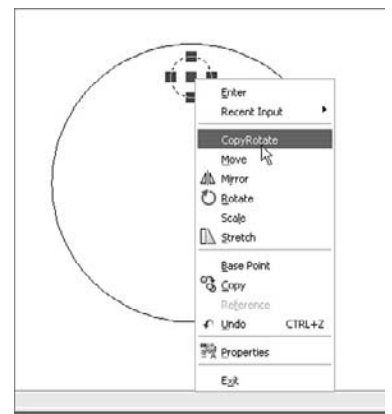 Enter
Recent Input
CopyRotate
Move
Mirror
Rotate
Scale
Stretch
Base Point
Copy
Reference
Undo CTRL+Z
Properties
Exit